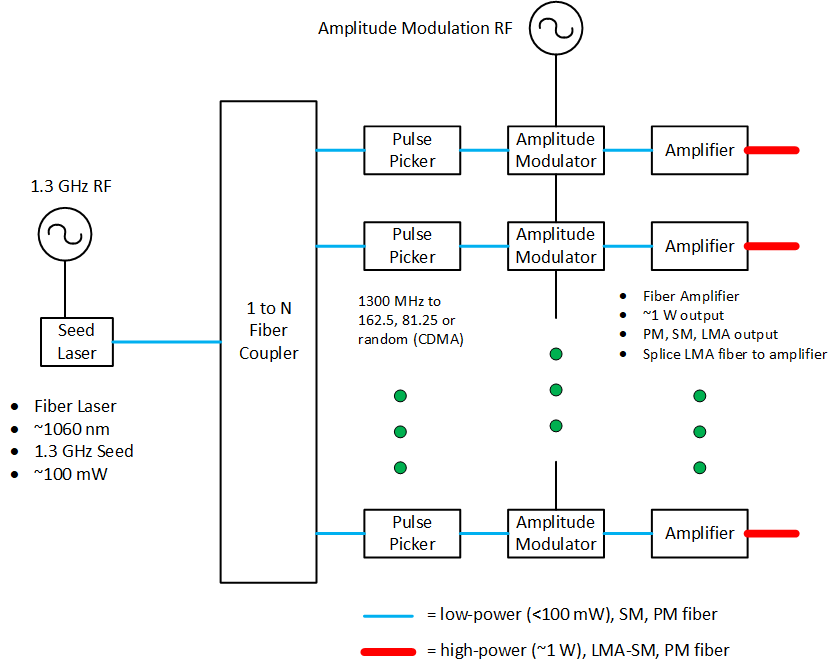 Amplitude Modulation RF
Pulse
Picker
Amplitude
Modulator
Amplifier
1.3 GHz RF
Pulse
Picker
Amplitude
Modulator
Amplifier
1 to N
Fiber
Coupler
1300 MHz to
162.5, 81.25 or
random (CDMA)
• Fiber Amplifier
• ~1 W output
• PM, SM, LMA output
• Splice LMA fiber to amplifier
Seed
Laser
• Fiber Laser
• ~1060 nm
• 1.3 GHz Seed
• ~100 mW
Pulse
Picker
Amplitude
Modulator
Amplifier
= low-power (<100 mW), SM, PM fiber
= high-power (~1 W), LMA-SM, PM fiber